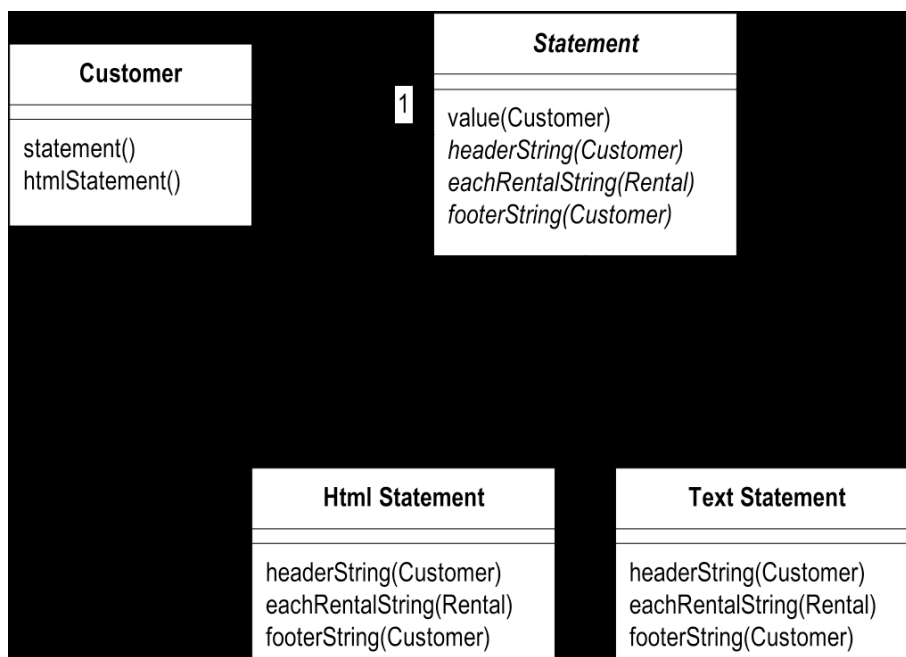 Customer
statement()
htmlStatement()
1
Statement
value(Customer)
headerString(Customer)
eachRentalString(Rental)
footerString(Customer)
Html Statement
headerString(Customer)
eachRentalString(Rental)
footerString(Customer)
Text Statement
headerString(Customer)
eachRentalString(Rental)
footerString(Customer)